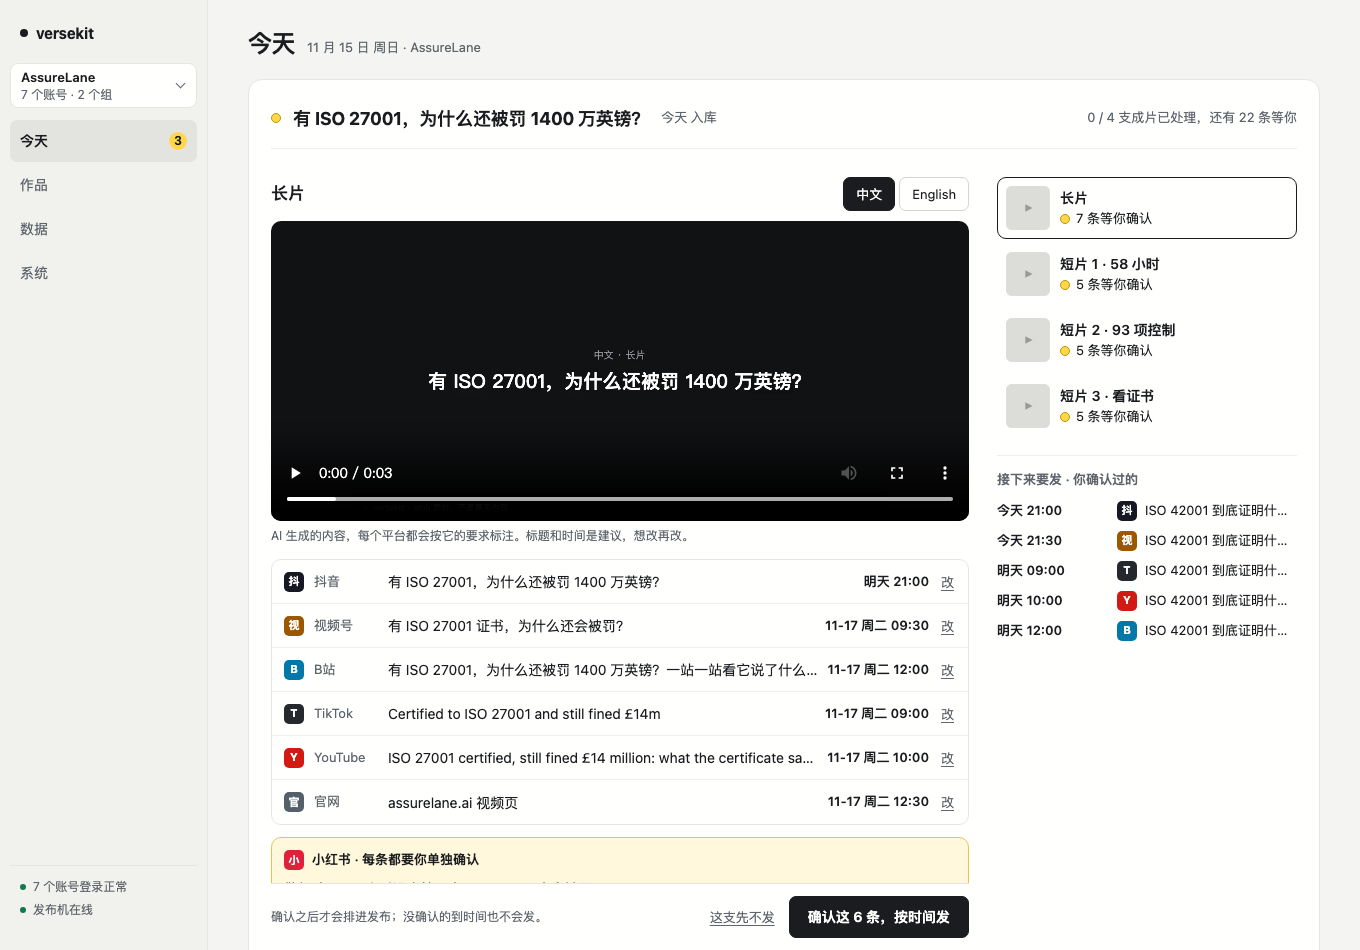 versekit
AssureLane
7 个账号 · 2 个组
今天
3
作品
数据
系统
7 个账号登录正常
发布机在线
今天 11 月 15 日 周日 · AssureLane
有 ISO 27001，为什么还被罚 1400 万英镑？ 今天 入库
0 / 4 支成片已处理，还有 22 条等你
长片
中文
English
中文 · 长片
有 ISO 27001，为什么还被罚 1400 万英镑？
0:00 / 0:03
AI 生成的内容，每个平台都会按它的要求标注。标题和时间是建议，想改再改。
抖 抖音 有 ISO 27001，为什么还被罚 1400 万英镑？ 明天 21:00 改
视 视频号 有 ISO 27001 证书，为什么还会被罚？ 11-17 周二 09:30 改
B B站 有 ISO 27001，为什么还被罚 1400 万英镑？一站一站看它说了什么... 11-17 周二 12:00 改
T TikTok Certified to ISO 27001 and still fined £14m 11-17 周二 09:00 改
Y YouTube ISO 27001 certified, still fined £14 million: what the certificate sa... 11-17 周二 10:00 改
官 官网 assurelane.ai 视频页 11-17 周二 12:30 改
小 小红书 · 每条都要你单独确认
确认之后才会排进发布；没确认的到时间也不会发。
这支先不发
确认这 6 条，按时间发
长片
7 条等你确认
短片 1 · 58 小时
5 条等你确认
短片 2 · 93 项控制
5 条等你确认
短片 3 · 看证书
5 条等你确认
接下来要发 · 你确认过的
今天 21:00 抖 ISO 42001 到底证明什...
今天 21:30 视 ISO 42001 到底证明什...
明天 09:00 T ISO 42001 到底证明什...
明天 10:00 Y ISO 42001 到底证明什...
明天 12:00 B ISO 42001 到底证明什...